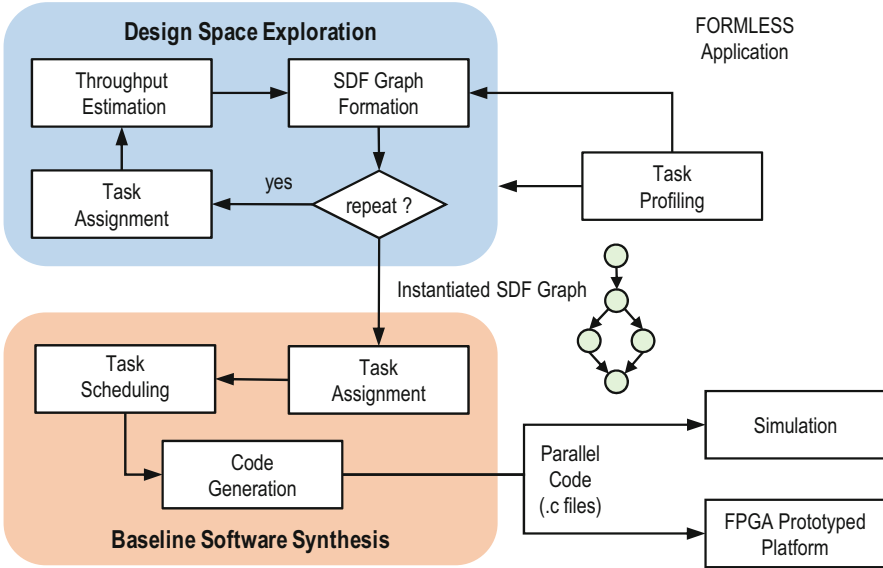 Design Space Exploration
FORMLESS
Application
Throughput
Estimation
SDF Graph
Formation
Task
Assignment
yes
repeat ?
Task
Profiling
Instantiated SDF Graph
Task
Scheduling
Task
Assignment
Code
Generation
Parallel
Code
(.c files)
Simulation
FPGA Prototyped
Platform
Baseline Software Synthesis